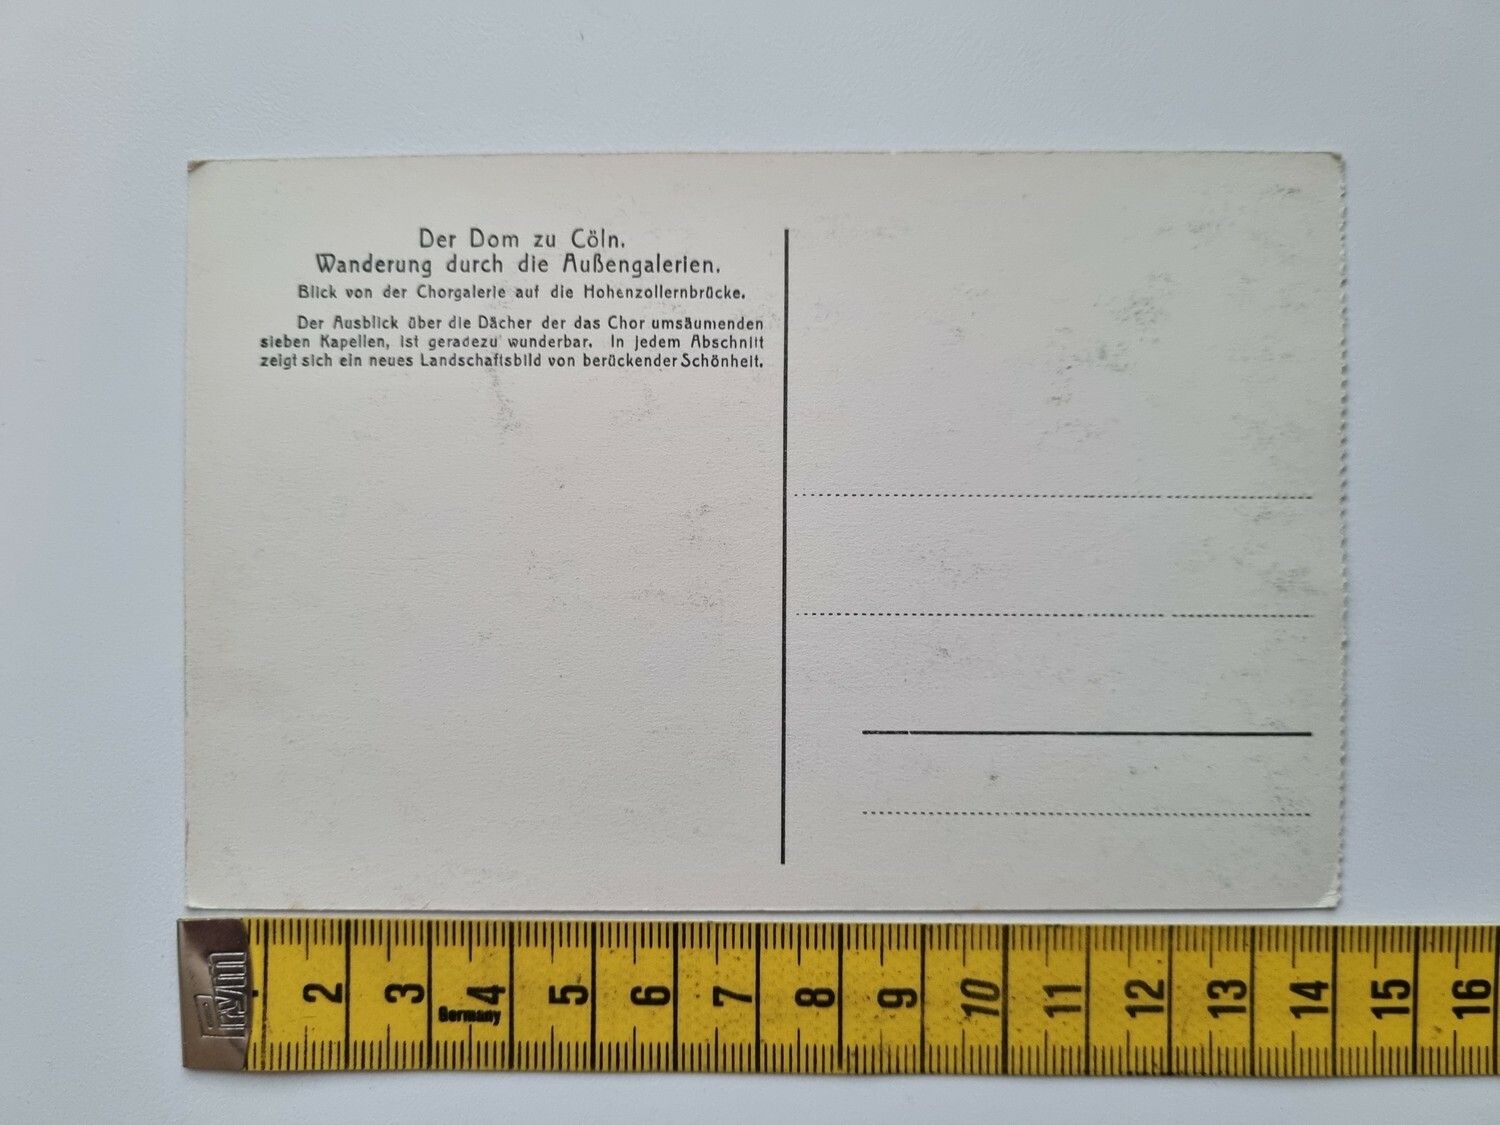 Der Dom zu Cöln.
Wanderung durch die Außengalerien.
Blick von der Chorgalerie auf die Hohenzollernbrücke.
Der Ausblick über die Dächer der das Chor umsäumenden
sieben Kapellen, ist geradezu wunderbar. In jedem Abschnitt
zeigt sich ein neues Landschaftsbild von berückender Schönheit.
Prym
2 3 4 5 6 7 8 9 10 11 12 13 14 15 16
Germany